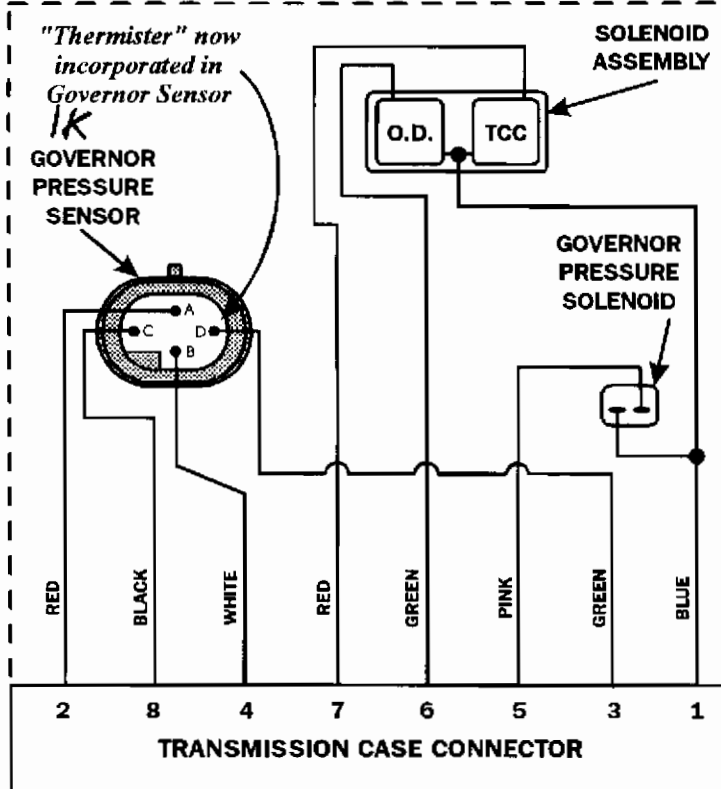 "Thermister" now
incorporated in
Governor Sensor
1K
GOVERNOR
PRESSURE
SENSOR
SOLENOID
ASSEMBLY
O.D.
TCC
GOVERNOR
PRESSURE
SOLENOID
A
C
D
B
RED
BLACK
WHITE
RED
GREEN
PINK
GREEN
BLUE
2 8 4 7 6 5 3 1
TRANSMISSION CASE CONNECTOR